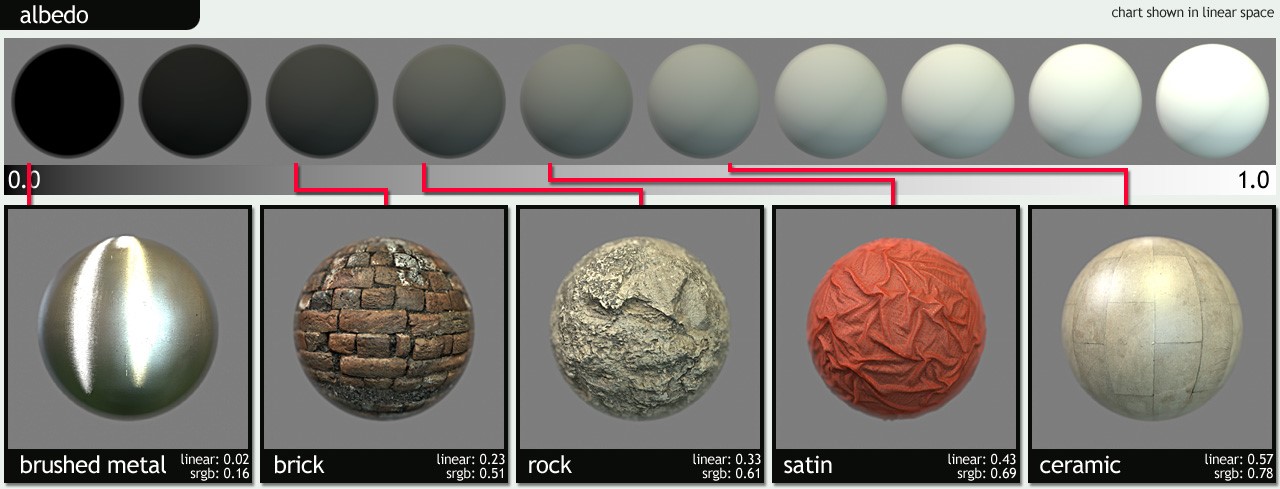 albedo
chart shown in linear space
0.0
1.0
brushed metal
linear: 0.02
srgb: 0.16
brick
linear: 0.23
srgb: 0.51
rock
linear: 0.33
srgb: 0.61
satin
linear: 0.43
srgb: 0.69
ceramic
linear: 0.57
srgb: 0.78